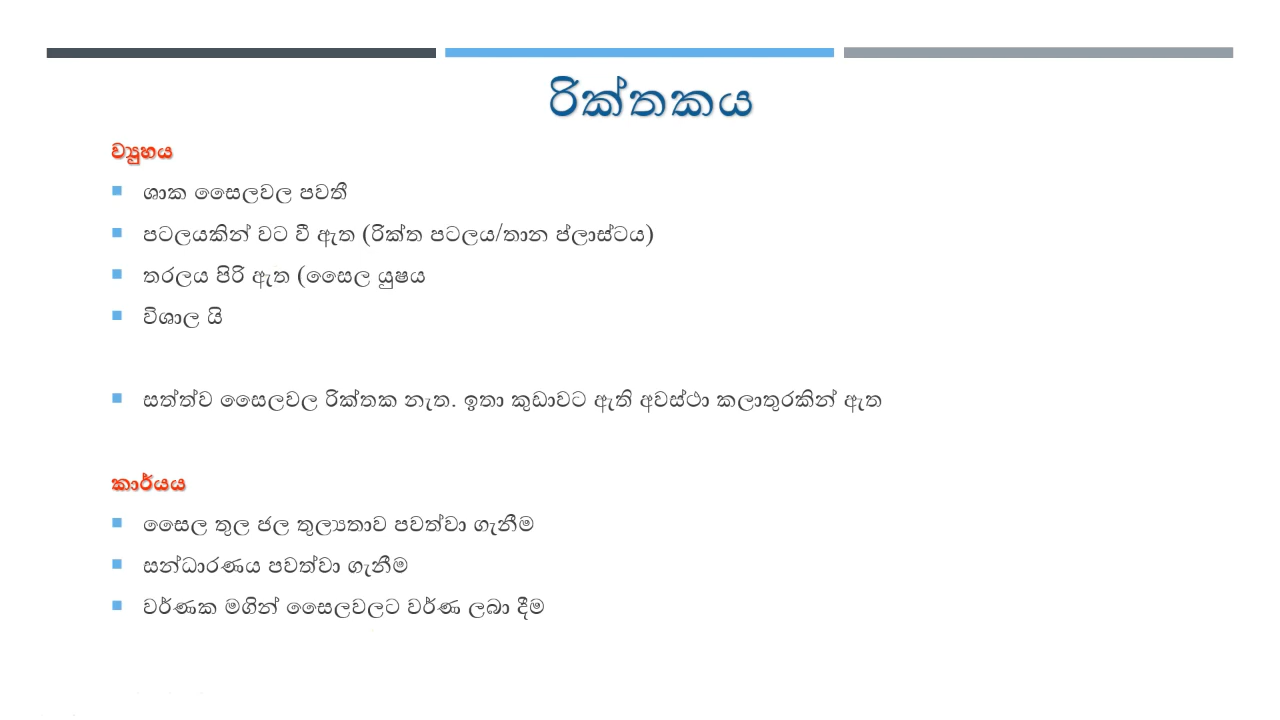 රික්තකය
ව්‍යුහය
ශාක සෛලවල පවතී
පටලයකින් වට වී ඇත (රික්ත පටලය/තාන ප්ලාස්ටය)
තරලය පිරි ඇත (සෛල යුෂය
විශාල යි
සත්ත්ව සෛලවල රික්තක නැත. ඉතා කුඩාවට ඇති අවස්ථා කලාතුරකින් ඇත
කාර්යය
සෛල තුල ජල තුල්‍යතාව පවත්වා ගැනීම
සන්ධාරණය පවත්වා ගැනීම
වර්ණක මගින් සෛලවලට වර්ණ ලබා දීම